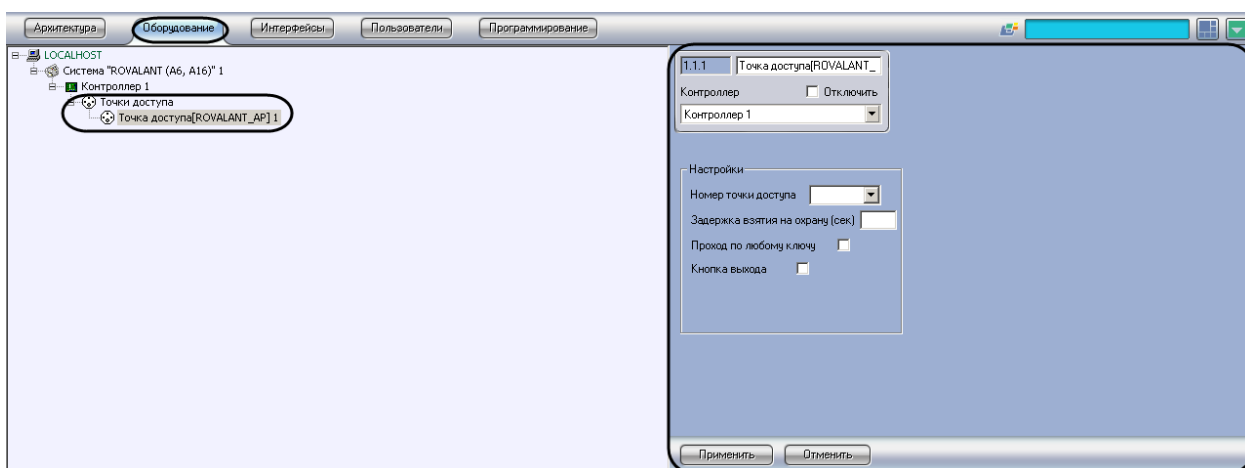 Архитектура Оборудование Интерфейсы Пользователи Программирование
LOCALHOST
Система "ROVALANT (A6, A16)" 1
Контроллер 1
Точки доступа
Точка доступа[ROVALANT_AP] 1
1.1.1 Точка доступа[ROVALANT_
Контроллер Отключить
Контроллер 1
Настройки
Номер точки доступа
Задержка взятия на охрану (сек)
Проход по любому ключу
Кнопка выхода
Применить Отменить